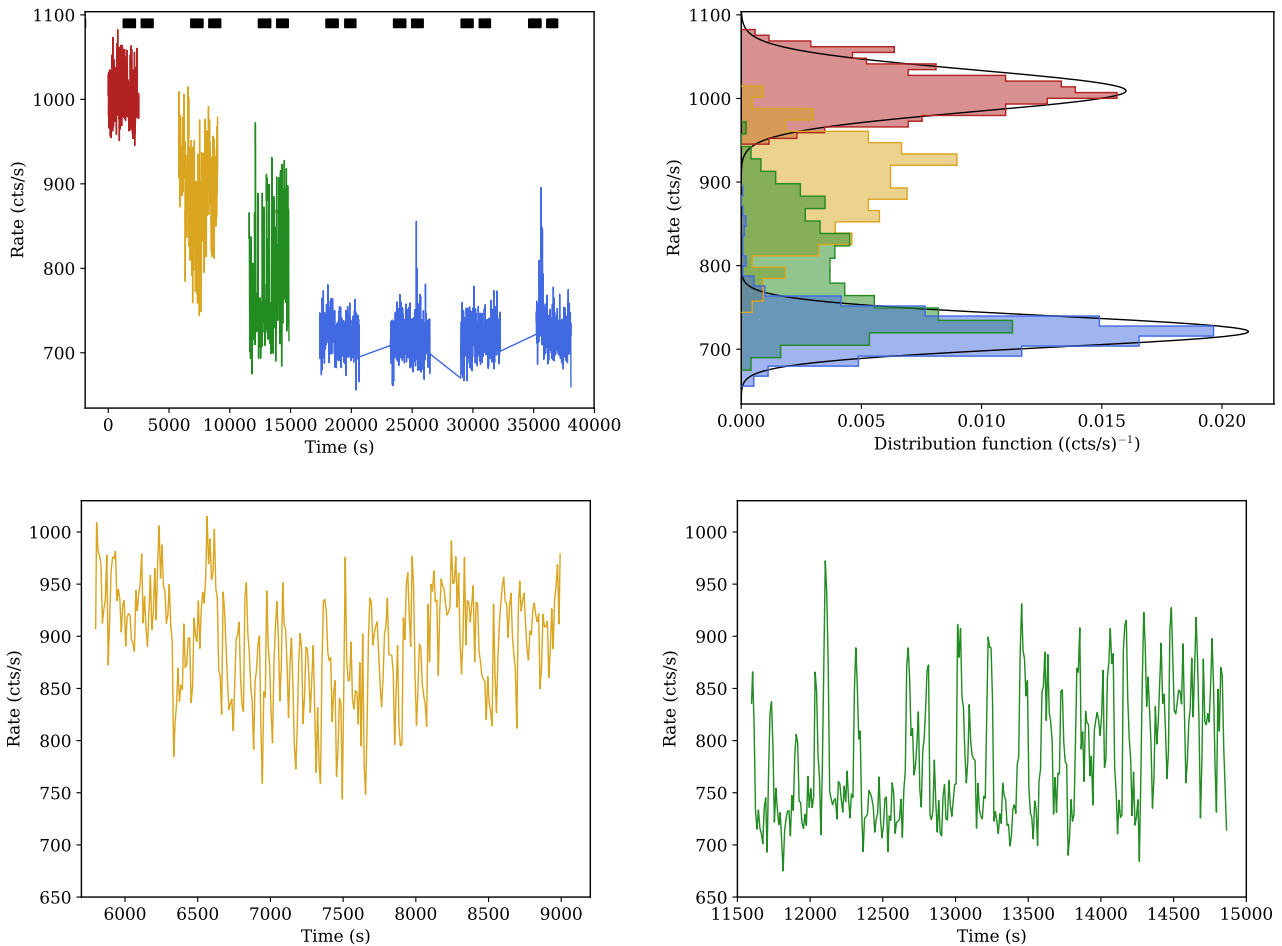 1100
1000
900
800
700
Rate (cts/s)
0 5000 10000 15000 20000 25000 30000 35000 40000
Time (s)
1100
1000
900
800
700
Rate (cts/s)
0.000 0.005 0.010 0.015 0.020
Distribution function ((cts/s)⁻¹)
1000
950
900
850
800
750
700
650
Rate (cts/s)
6000 6500 7000 7500 8000 8500 9000
Time (s)
1000
950
900
850
800
750
700
650
Rate (cts/s)
11500 12000 12500 13000 13500 14000 14500 15000
Time (s)